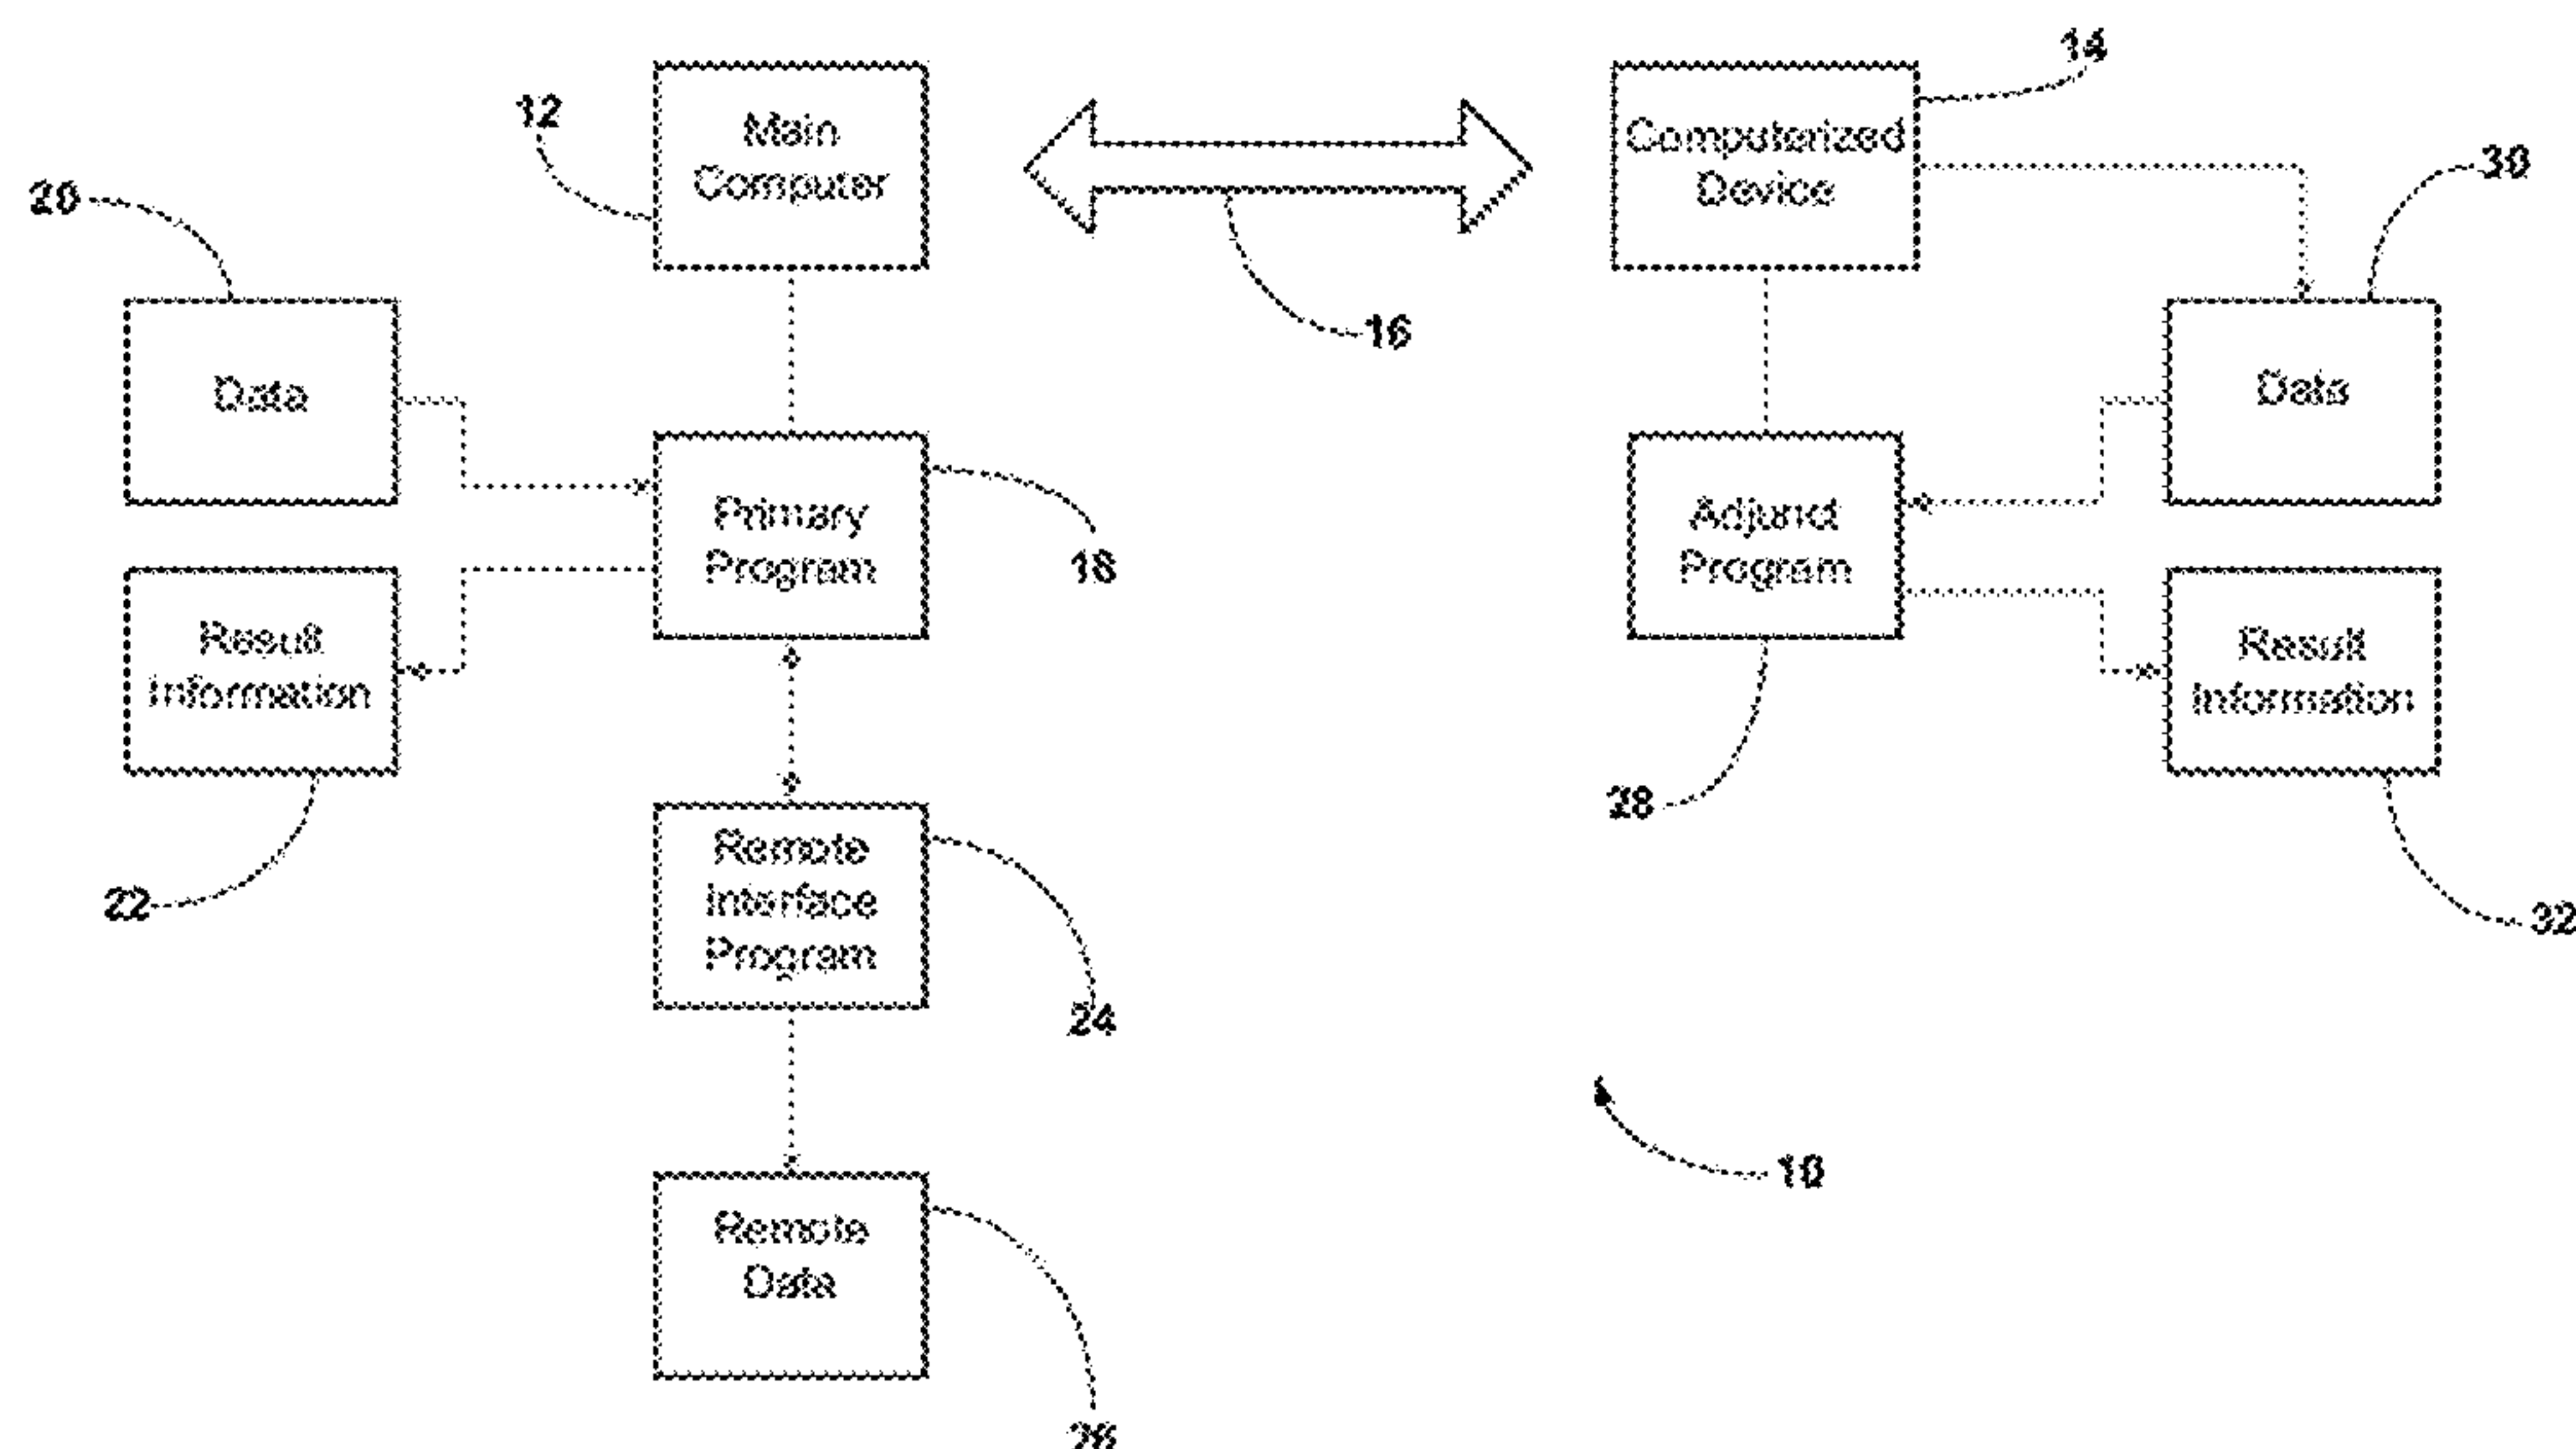 14
12
Main
Computer
Computerized
Device
30
20
16
Data
Data
Primary
Program
18
Adjunct
Program
Result
Information
Result
Information
28
Remote
Interface
Program
22
32
24
10
Remote
Data
26